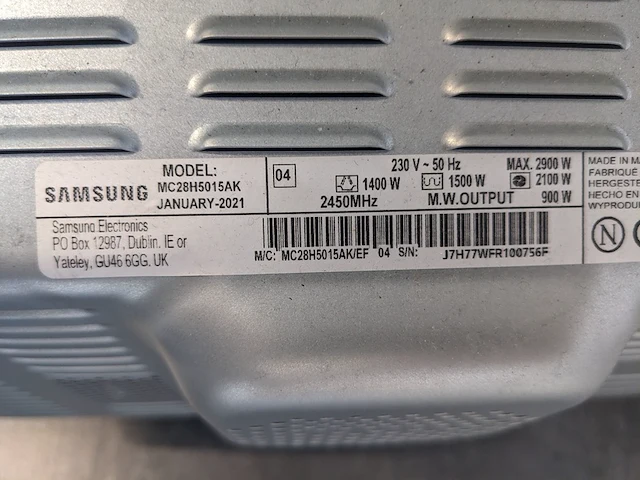 SAMSUNG
MODEL:
MC28H5015AK
JANUARY-2021
04
230 V ~ 50 Hz MAX. 2900 W
1400 W 1500 W 2100 W
2450MHz M.W.OUTPUT 900 W
MADE IN
FABRIQUÉ
HERGESTE
HECHO EN
WYPRODU
Samsung Electronics
PO Box 12987, Dublin. IE or
Yateley, GU46 6GG. UK
M/C: MC28H5015AK/EF 04 S/N: J7H77WFR100756F
N